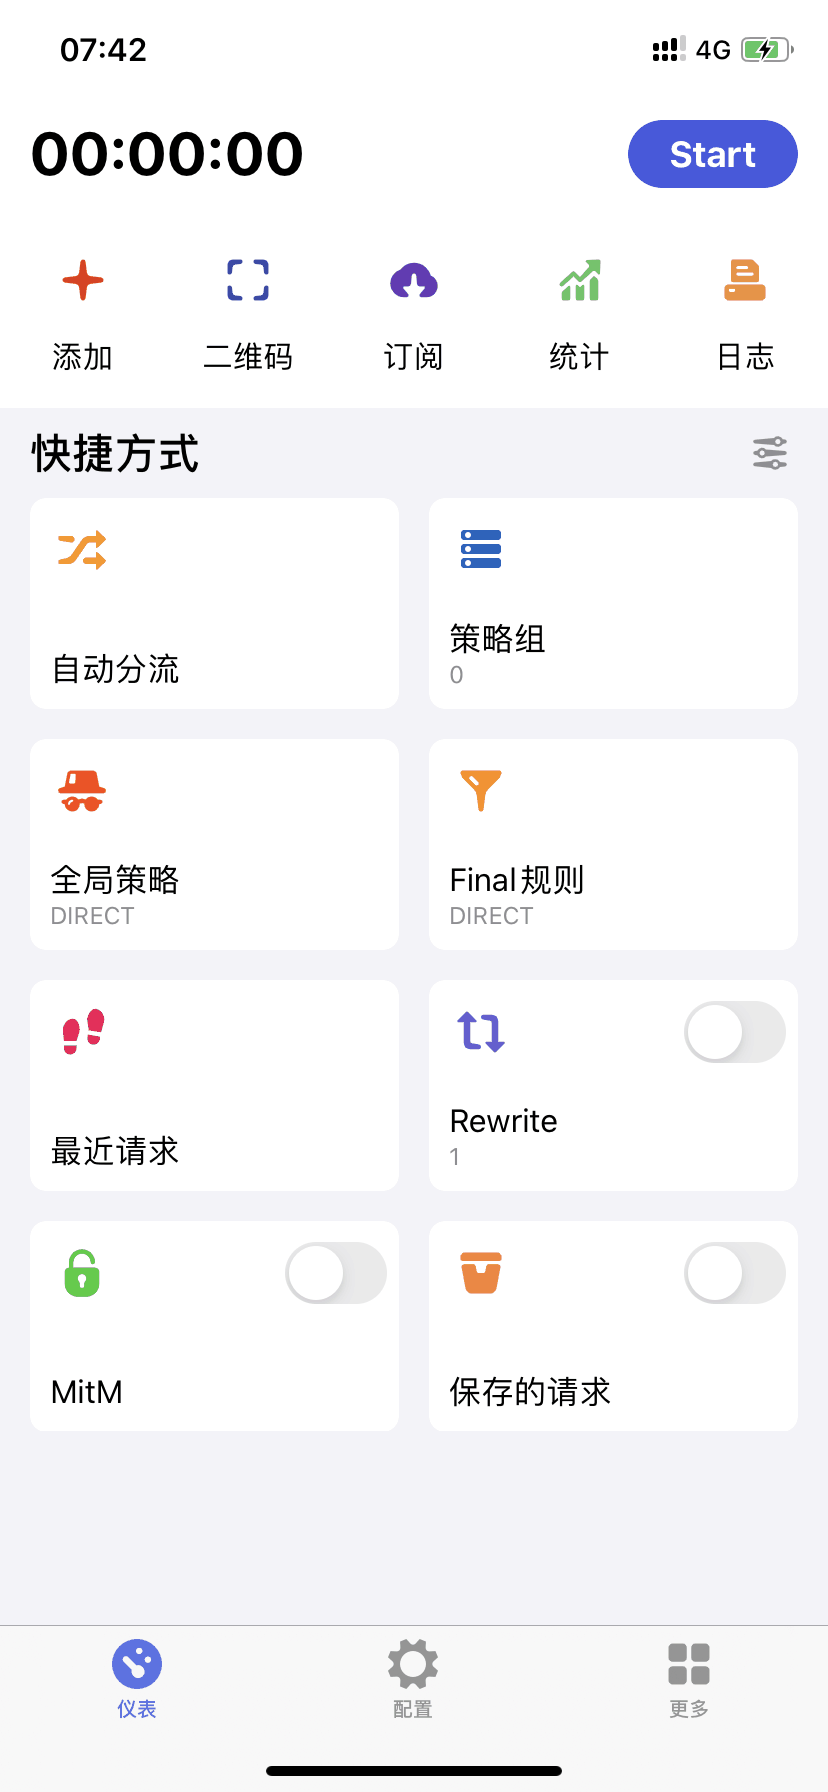 07:42
4G
00:00:00
Start
添加
二维码
订阅
统计
日志
快捷方式
自动分流
策略组
0
全局策略
DIRECT
Final规则
DIRECT
最近请求
Rewrite
1
MitM
保存的请求
仪表
配置
更多